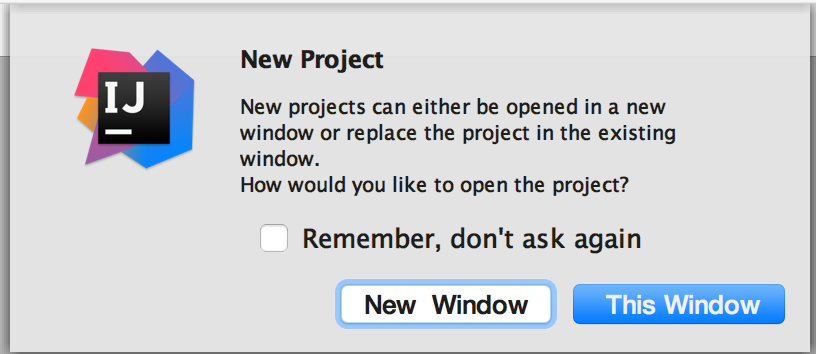 IJ
New Project
New projects can either be opened in a new
window or replace the project in the existing
window.
How would you like to open the project?
Remember, don't ask again
New Window
This Window